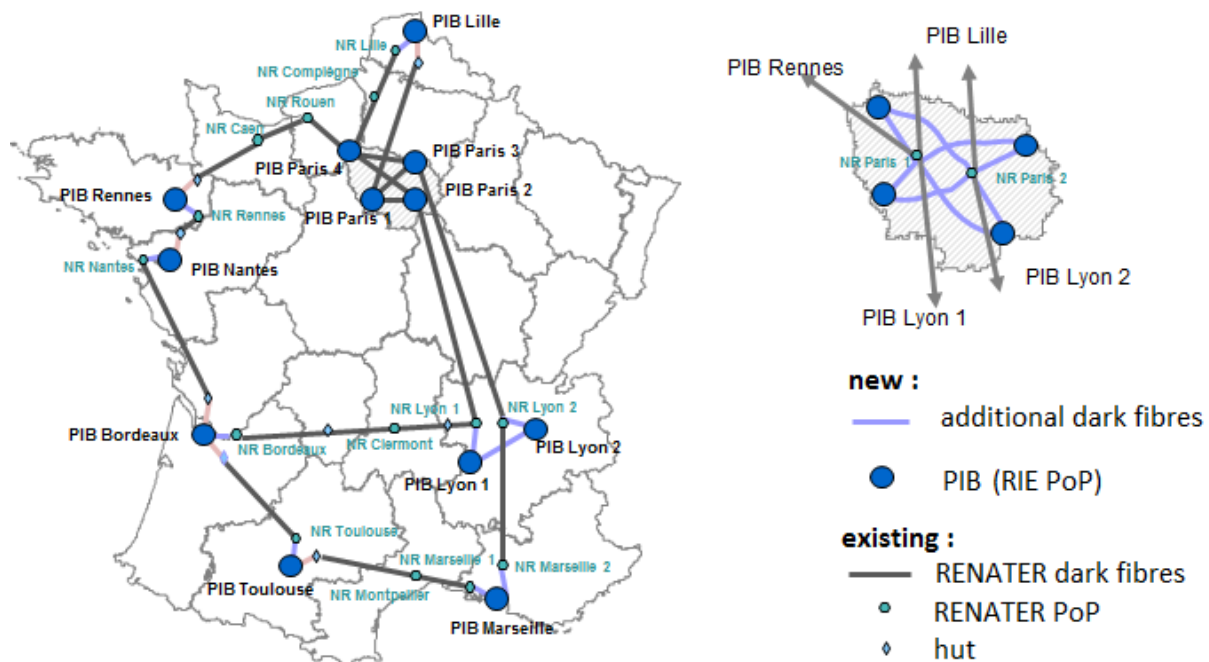 PIB Lille
NR Lille
NR Complègne
NR Rouen
NR Caen
PIB Paris 3
PIB Paris 4
PIB Rennes
PIB Paris 2
PIB Paris 1
NR Rennes
NR Nantes
PIB Nantes
NR Lyon 1
NR Lyon 2
PIB Bordeaux
NR Bordeaux
NR Clermont
PIB Lyon 2
PIB Lyon 1
NR Toulouse
NR Marseille 1
NR Marseille 2
PIB Toulouse
NR Montpellier
PIB Marseille
PIB Lille
PIB Rennes
NR Paris 1
NR Paris 2
PIB Lyon 2
PIB Lyon 1
new :
additional dark fibres
PIB (RIE PoP)
existing :
RENATER dark fibres
RENATER PoP
hut